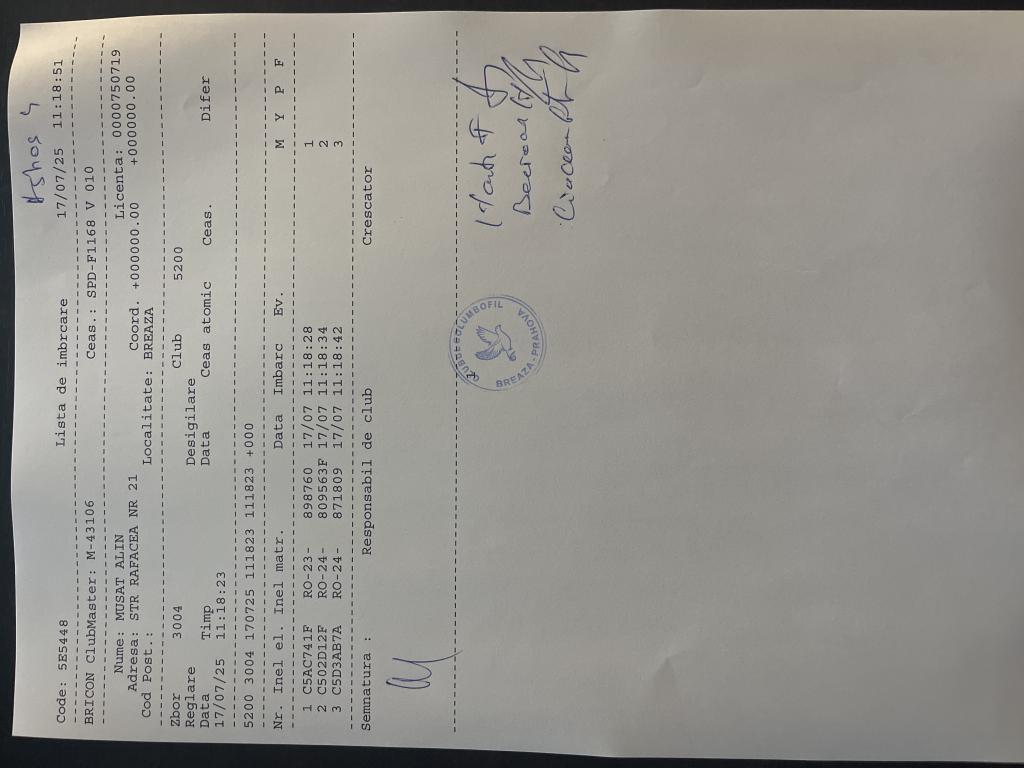 Code: 5E5448 Lista de imbrcare 17/07/25 11:18:51
BRICON ClubMaster: M-43106 Ceas.: SPD-F1168 V 010
Nume: MUSAT ALIN Licenta: 0000750719
Adresa: STR RAFACEA NR 21 Coord. +000000.00 +000000.00
Cod Post.: Localitate: BREAZA
Zbor 3004 Club 5200
Reglare Desigilare
Data Timp Data Ceas atomic Ceas. Difer
17/07/25 11:18:23
5200 3004 170725 111823 111823 +000
Nr. Inel el. Inel matr. Data Imbarc Ev. M Y P F
1 C5AC741F RO-23- 898760 17/07 11:18:28 1
2 C502D12F RO-24- 809563F 17/07 11:18:34 2
3 C5D3AB7A RO-24- 871809 17/07 11:18:42 3
Semnatura : Responsabil de club Crescator
COLUMBOFIL
BREAZA-PRAHOVA